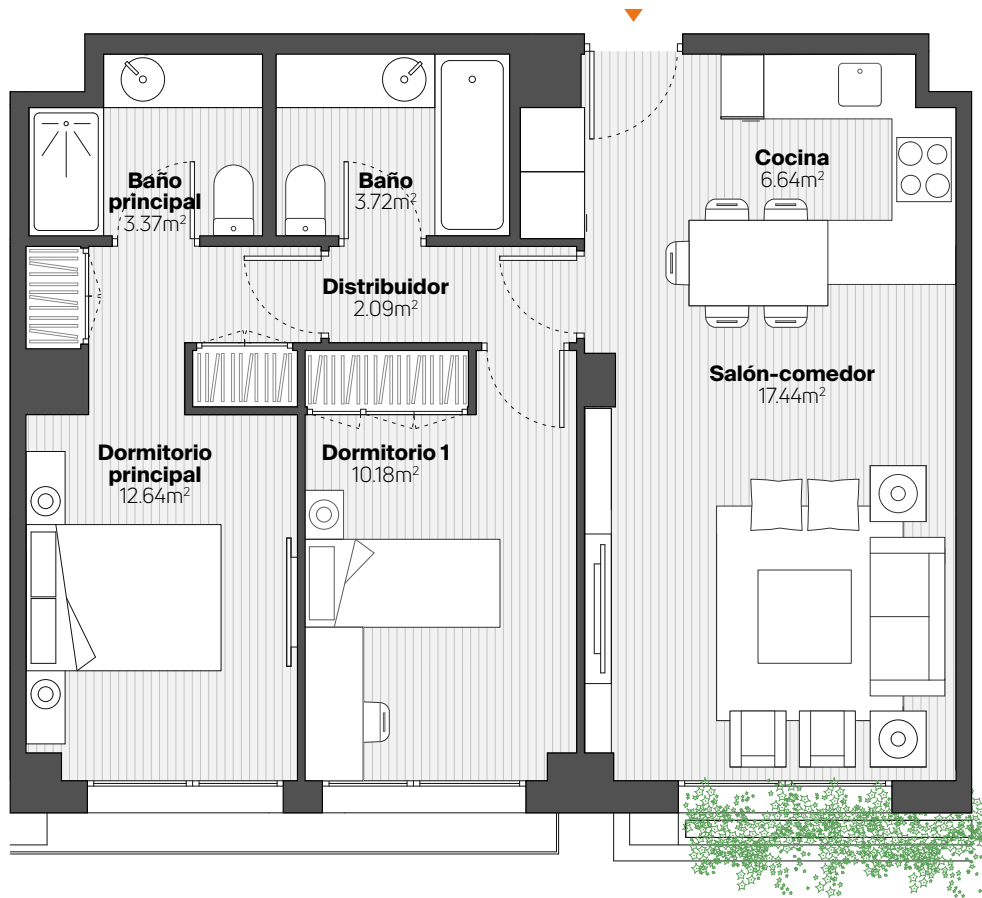 Baño
principal
3.37m²
Baño
3.72m²
Cocina
6.64m²
Distribuidor
2.09m²
Salón-comedor
17.44m²
Dormitorio
principal
12.64m²
Dormitorio 1
10.18m²